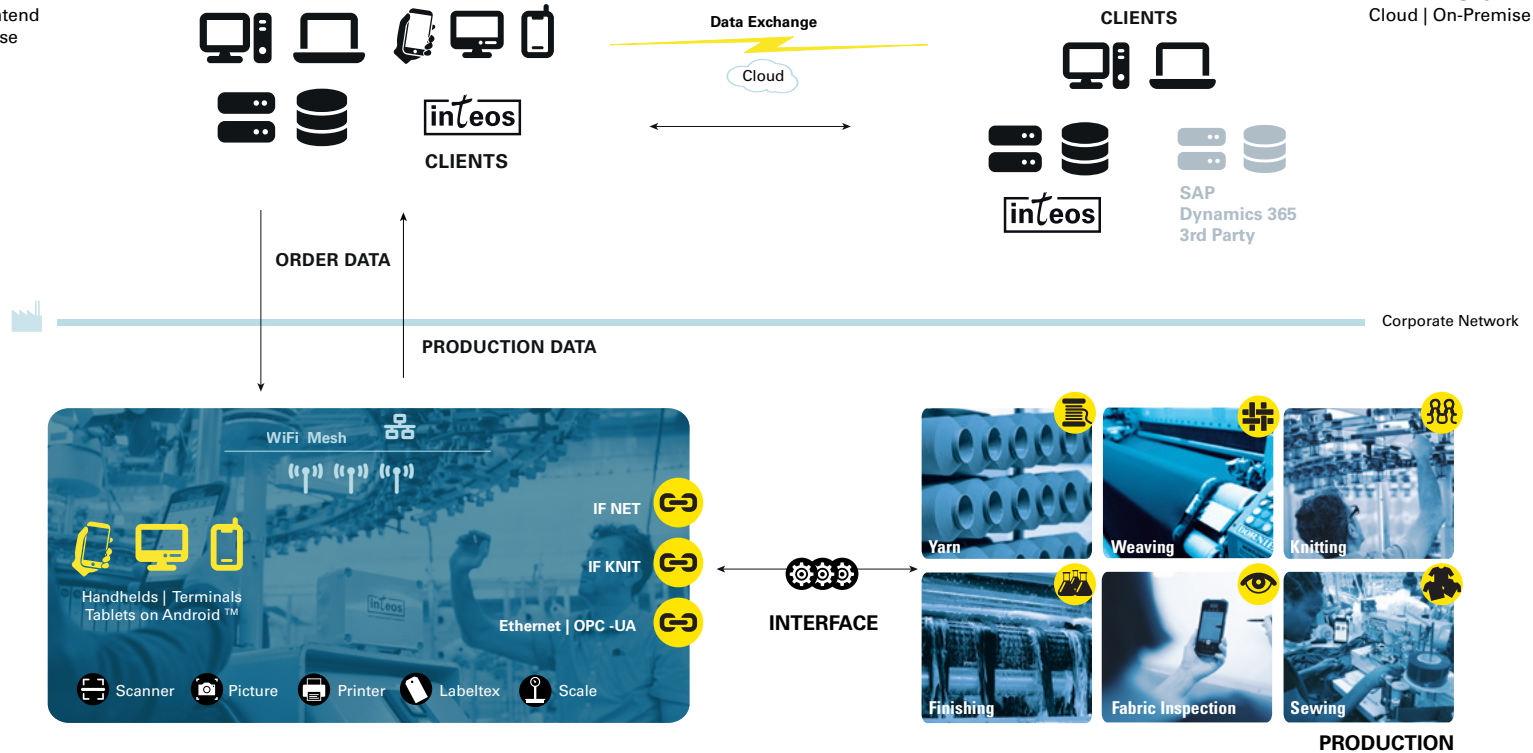 Data Exchange
CLIENTS
Cloud | On-Premise
Cloud
inteos
CLIENTS
inteos
SAP
Dynamics 365
3rd Party
ORDER DATA
Corporate Network
PRODUCTION DATA
WiFi Mesh
IF NET
IF KNIT
Ethernet | OPC -UA
Handhelds | Terminals
Tablets on Android ™
inteos
Scanner
Picture
Printer
Labeltex
Scale
INTERFACE
Yarn
Weaving
DORNIER
Knitting
Finishing
Fabric Inspection
Sewing
PRODUCTION